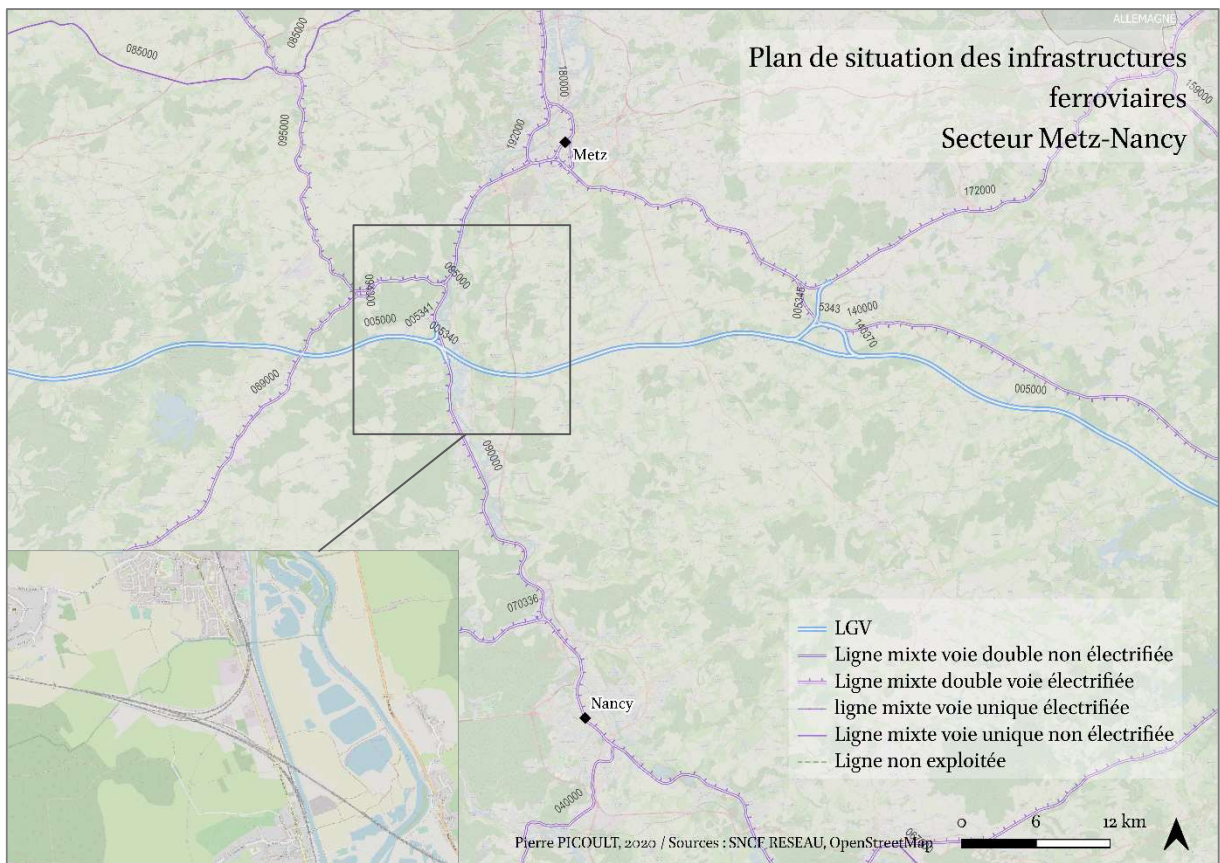 ALLEMAGNE
Plan de situation des infrastructures
ferroviaires
Secteur Metz-Nancy
085000
085000
180000
159000
095000
192000
Metz
172000
085000
094000
005345
005000
005341
005340
5343
140000
140370
089000
005000
090000
070336
Nancy
040000
LGV
Ligne mixte voie double non électrifiée
Ligne mixte double voie électrifiée
ligne mixte voie unique électrifiée
Ligne mixte voie unique non électrifiée
Ligne non exploitée
0 6 12 km
Pierre PICOULT, 2020 / Sources : SNCF RESEAU, OpenStreetMap